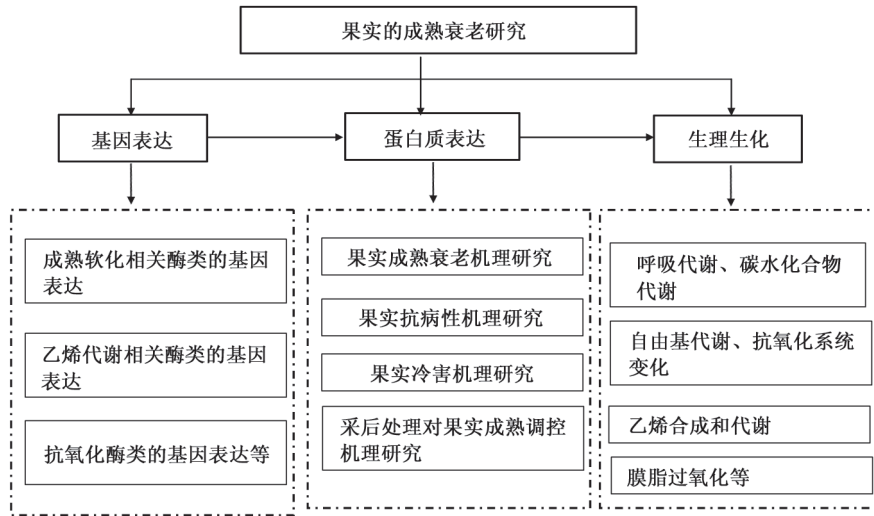 果实的成熟衰老研究
基因表达
蛋白质表达
生理生化
成熟软化相关酶类的基因
表达
乙烯代谢相关酶类的基因
表达
抗氧化酶类的基因表达等
果实成熟衰老机理研究
果实抗病性机理研究
果实冷害机理研究
采后处理对果实成熟调控
机理研究
呼吸代谢、碳水化合物
代谢
自由基代谢、抗氧化系统
变化
乙烯合成和代谢
膜脂过氧化等